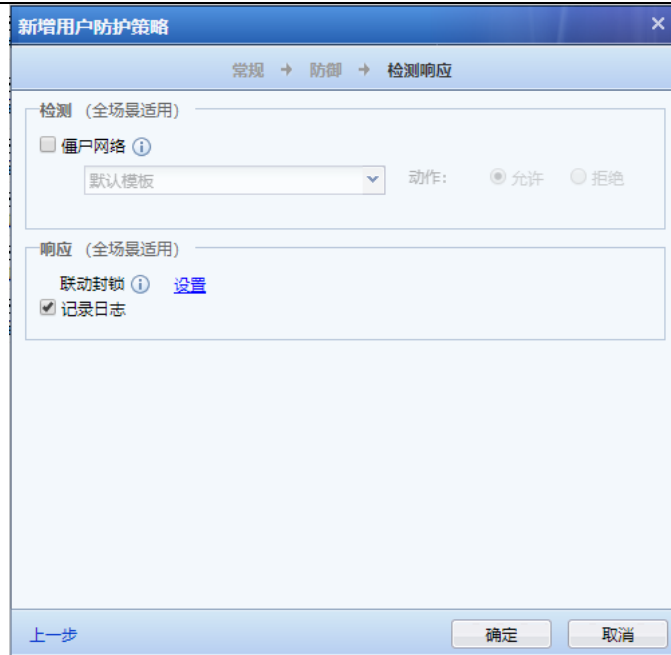 新增用户防护策略
常规 → 防御 → 检测响应
检测 (全场景适用)
僵尸网络
默认模板 动作: 允许 拒绝
响应 (全场景适用)
联动封锁 设置
记录日志
上一步 确定 取消